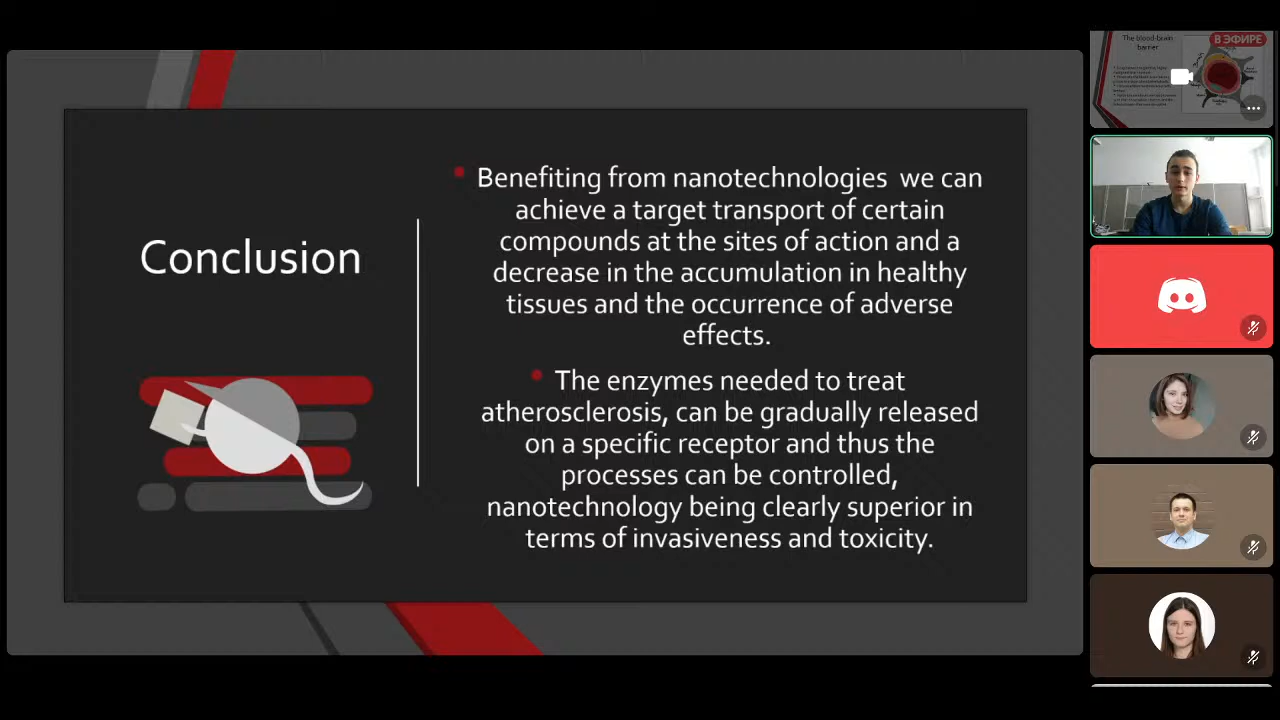 Conclusion
Benefiting from nanotechnologies we can
achieve a target transport of certain
compounds at the sites of action and a
decrease in the accumulation in healthy
tissues and the occurrence of adverse
effects.
The enzymes needed to treat
atherosclerosis, can be gradually released
on a specific receptor and thus the
processes can be controlled,
nanotechnology being clearly superior in
terms of invasiveness and toxicity.
The blood-brain
barrier
В ЭФИРЕ